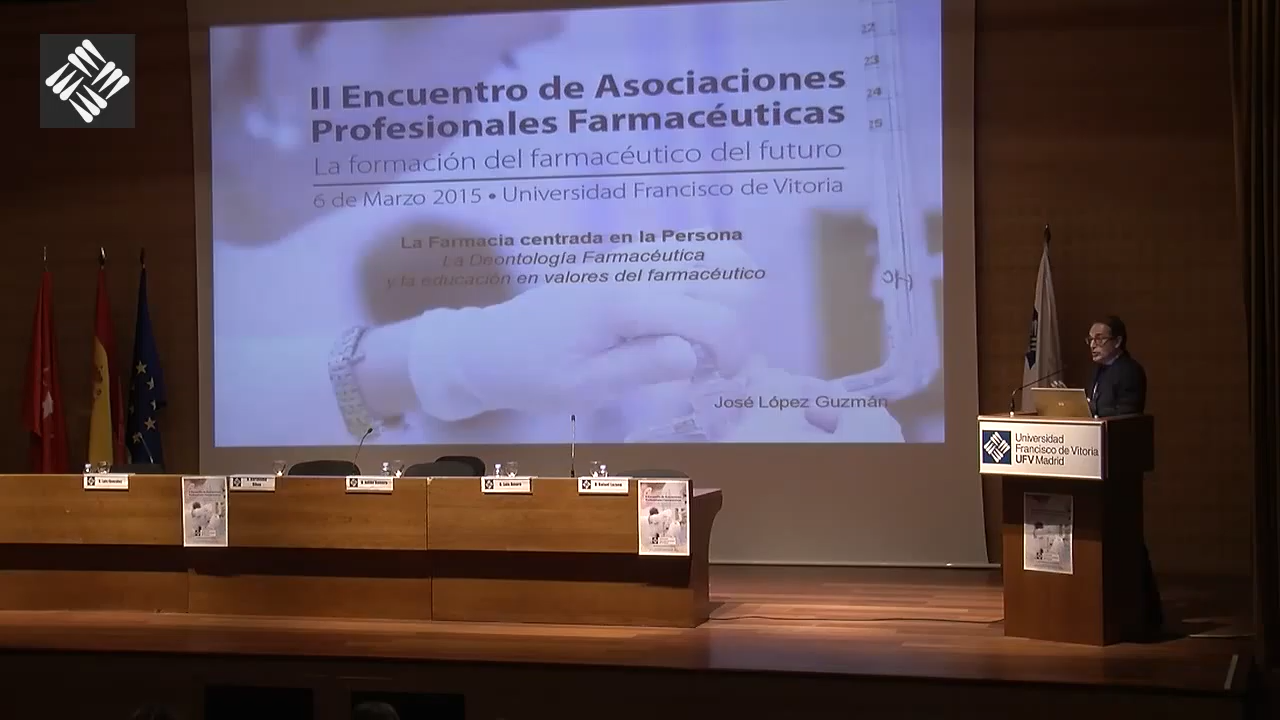 II Encuentro de Asociaciones
Profesionales Farmacéuticas
La formación del farmacéutico del futuro
6 de Marzo 2015 • Universidad Francisco de Vitoria
La Farmacia centrada en la Persona
La Deontología Farmacéutica
y la educación en valores del farmacéutico
José López Guzmán
Universidad
Francisco de Vitoria
UFV Madrid